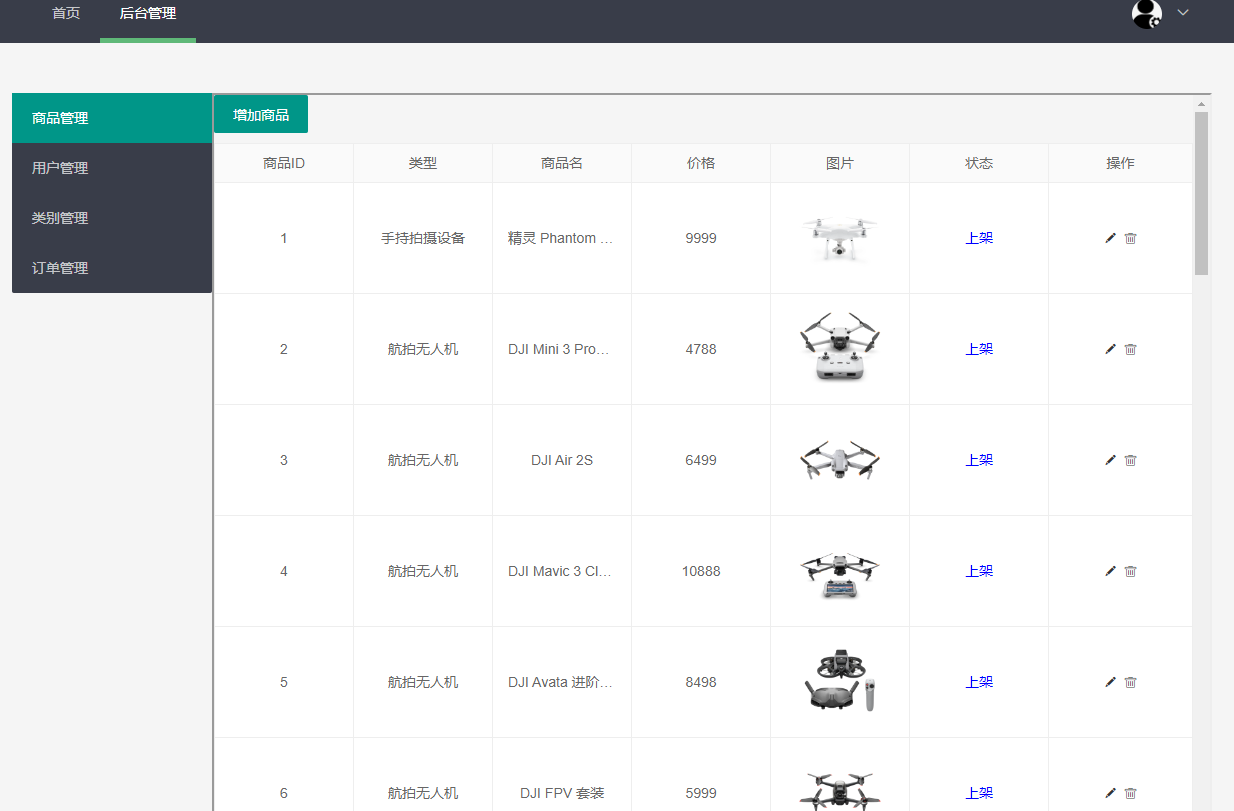 首页 后台管理
商品管理
用户管理
类别管理
订单管理
增加商品
商品ID 类型 商品名 价格 图片 状态 操作
1 手持拍摄设备 精灵 Phantom ... 9999 上架
2 航拍无人机 DJI Mini 3 Pro... 4788 上架
3 航拍无人机 DJI Air 2S 6499 上架
4 航拍无人机 DJI Mavic 3 Cl... 10888 上架
5 航拍无人机 DJI Avata 进阶... 8498 上架
6 航拍无人机 DJI FPV 套装 5999 上架